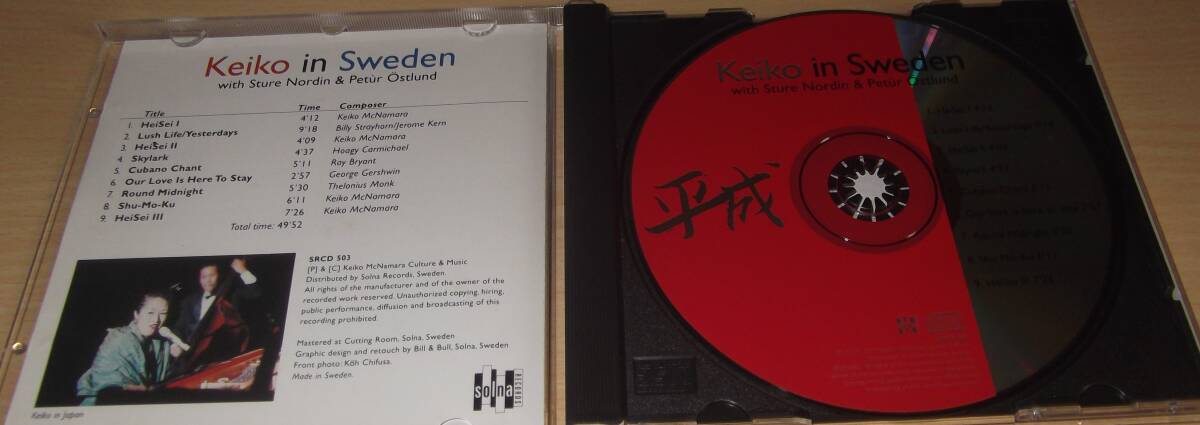 Keiko in Sweden
with Sture Nordin & Petur Östlund
Title Time Composer
1. HeiSei I 4'12 Keiko McNamara
2. Lush Life/Yesterdays 9'18 Billy Strayhorn/Jerome Kern
3. HeiSei II 4'09 Keiko McNamara
4. Skylark 4'37 Hoagy Carmichael
5. Cubano Chant 5'11 Ray Bryant
6. Our Love Is Here To Stay 2'57 George Gershwin
7. Round Midnight 5'30 Thelonius Monk
8. Shu-Mo-Ku 6'11 Keiko McNamara
9. HeiSei III 7'26 Keiko McNamara
Total time: 49'52
SRCD 503
[P] & [C] Keiko McNamara Culture & Music
Distributed by Solna Records, Sweden.
All rights of the manufacturer and of the owner of the
recorded work reserved. Unauthorized copying, hiring,
public performance, diffusion and broadcasting of this
recording prohibited.
Mastered at Cutting Room, Solna, Sweden
Graphic design and retouch by Bill & Bull, Solna, Sweden
Front photo: Kôh Chifusa.
Made in Sweden.
solna
RECORDS
Keiko in Japan
Keiko in Sweden
with Sture Nordin & Petur Östlund
平成